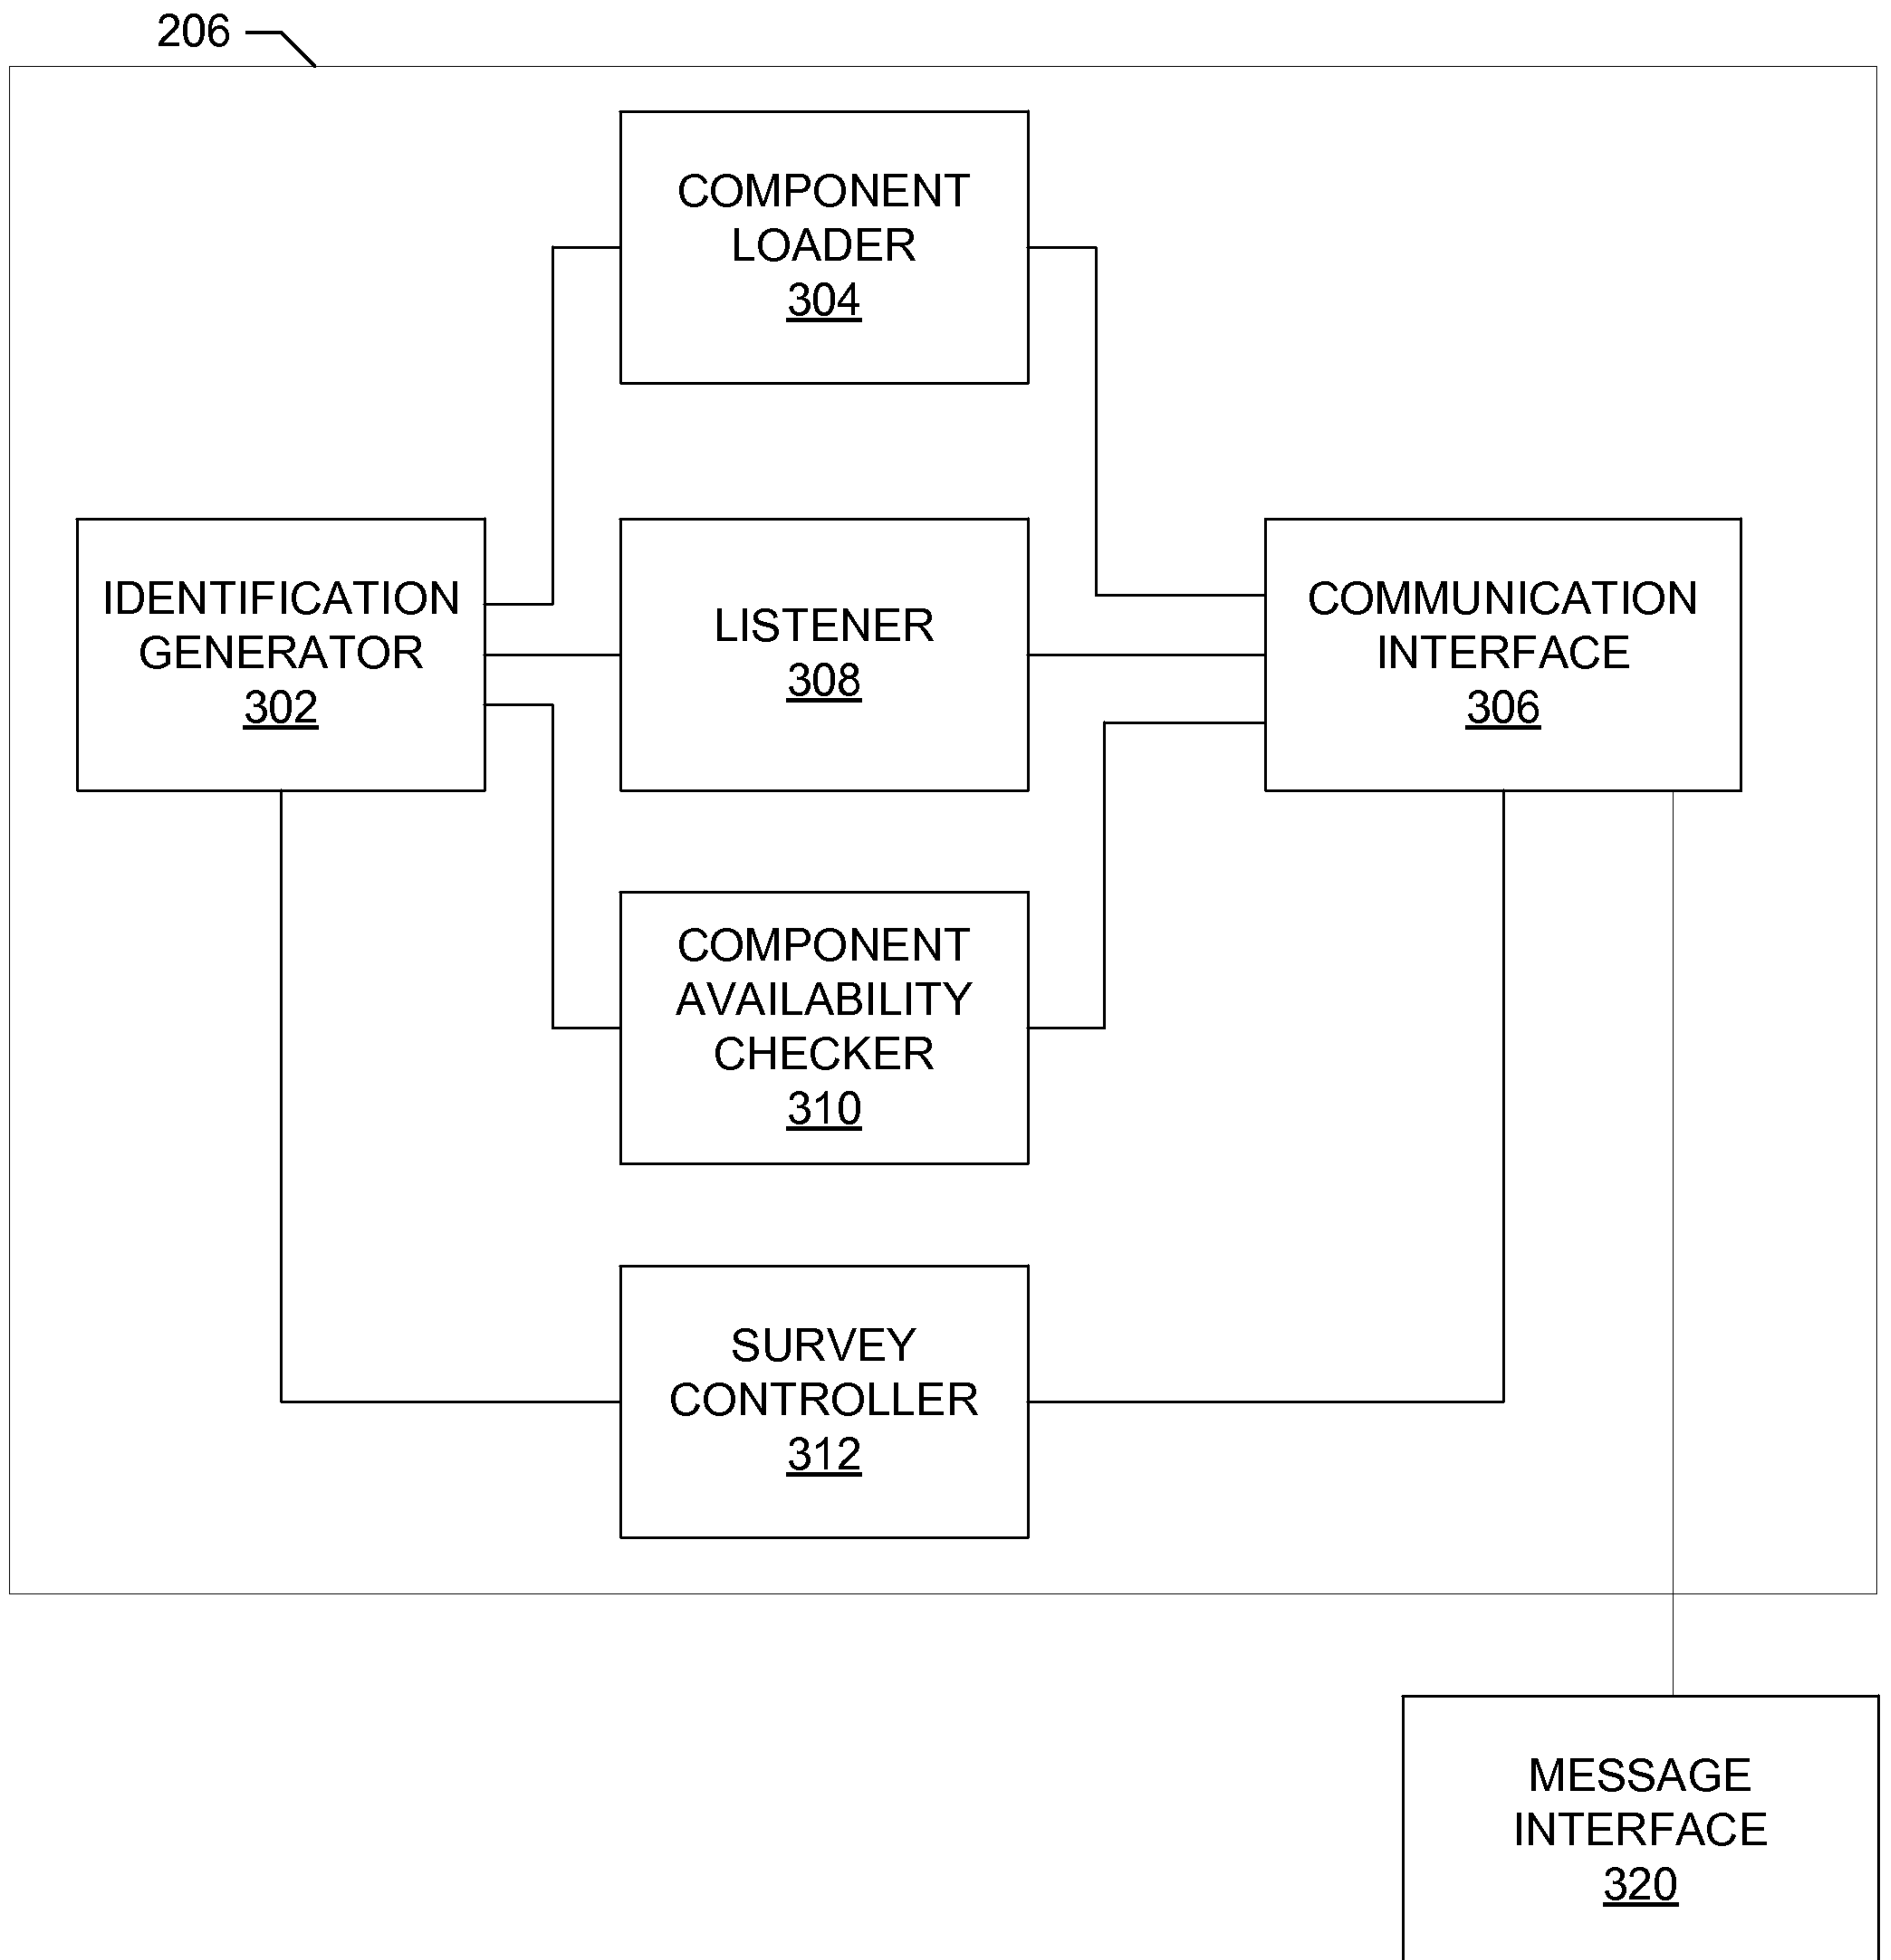 206
COMPONENT
LOADER
304
IDENTIFICATION
GENERATOR
302
LISTENER
308
COMMUNICATION
INTERFACE
306
COMPONENT
AVAILABILITY
CHECKER
310
SURVEY
CONTROLLER
312
MESSAGE
INTERFACE
320